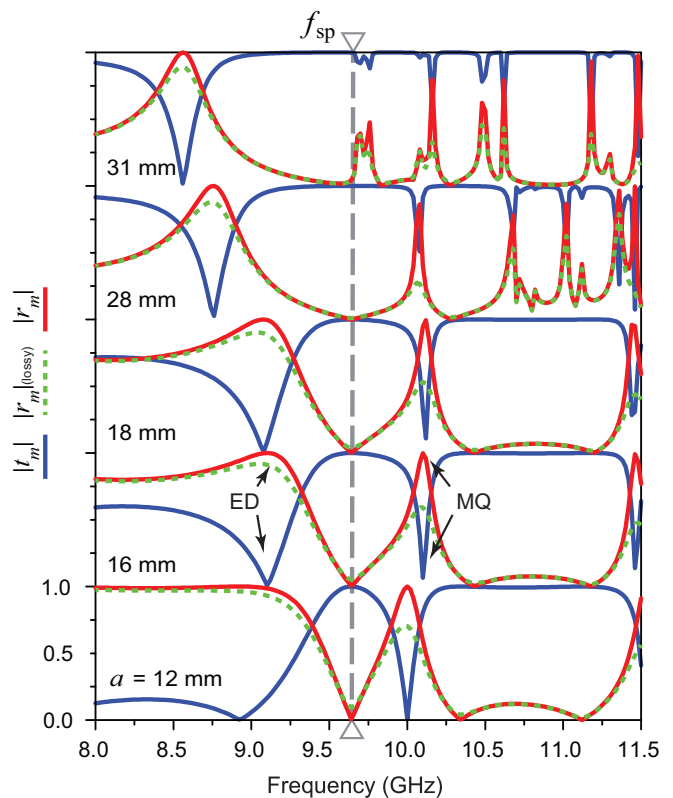 f_sp
31 mm
28 mm
18 mm
16 mm
a = 12 mm
ED
MQ
|t_m| |r_m|^(lossy) |r_m|
1.0
0.5
0.0
8.0 8.5 9.0 9.5 10.0 10.5 11.0 11.5
Frequency (GHz)